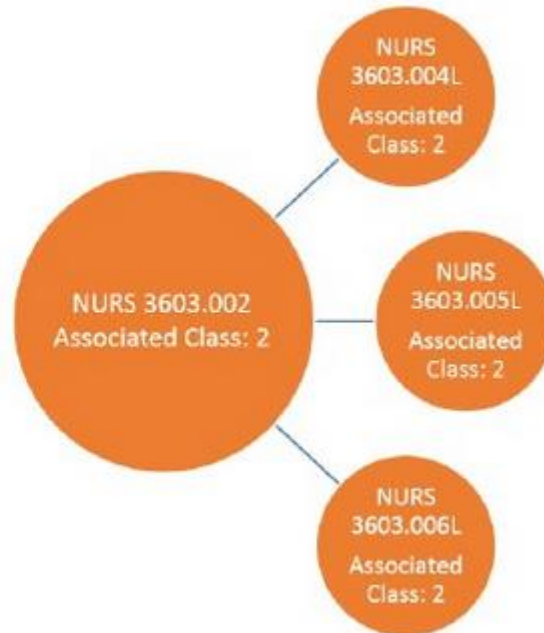 NURS
3603.004L
Associated
Class: 2
NURS 3603.002
Associated Class: 2
NURS
3603.005L
Associated
Class: 2
NURS
3603.006L
Associated
Class: 2